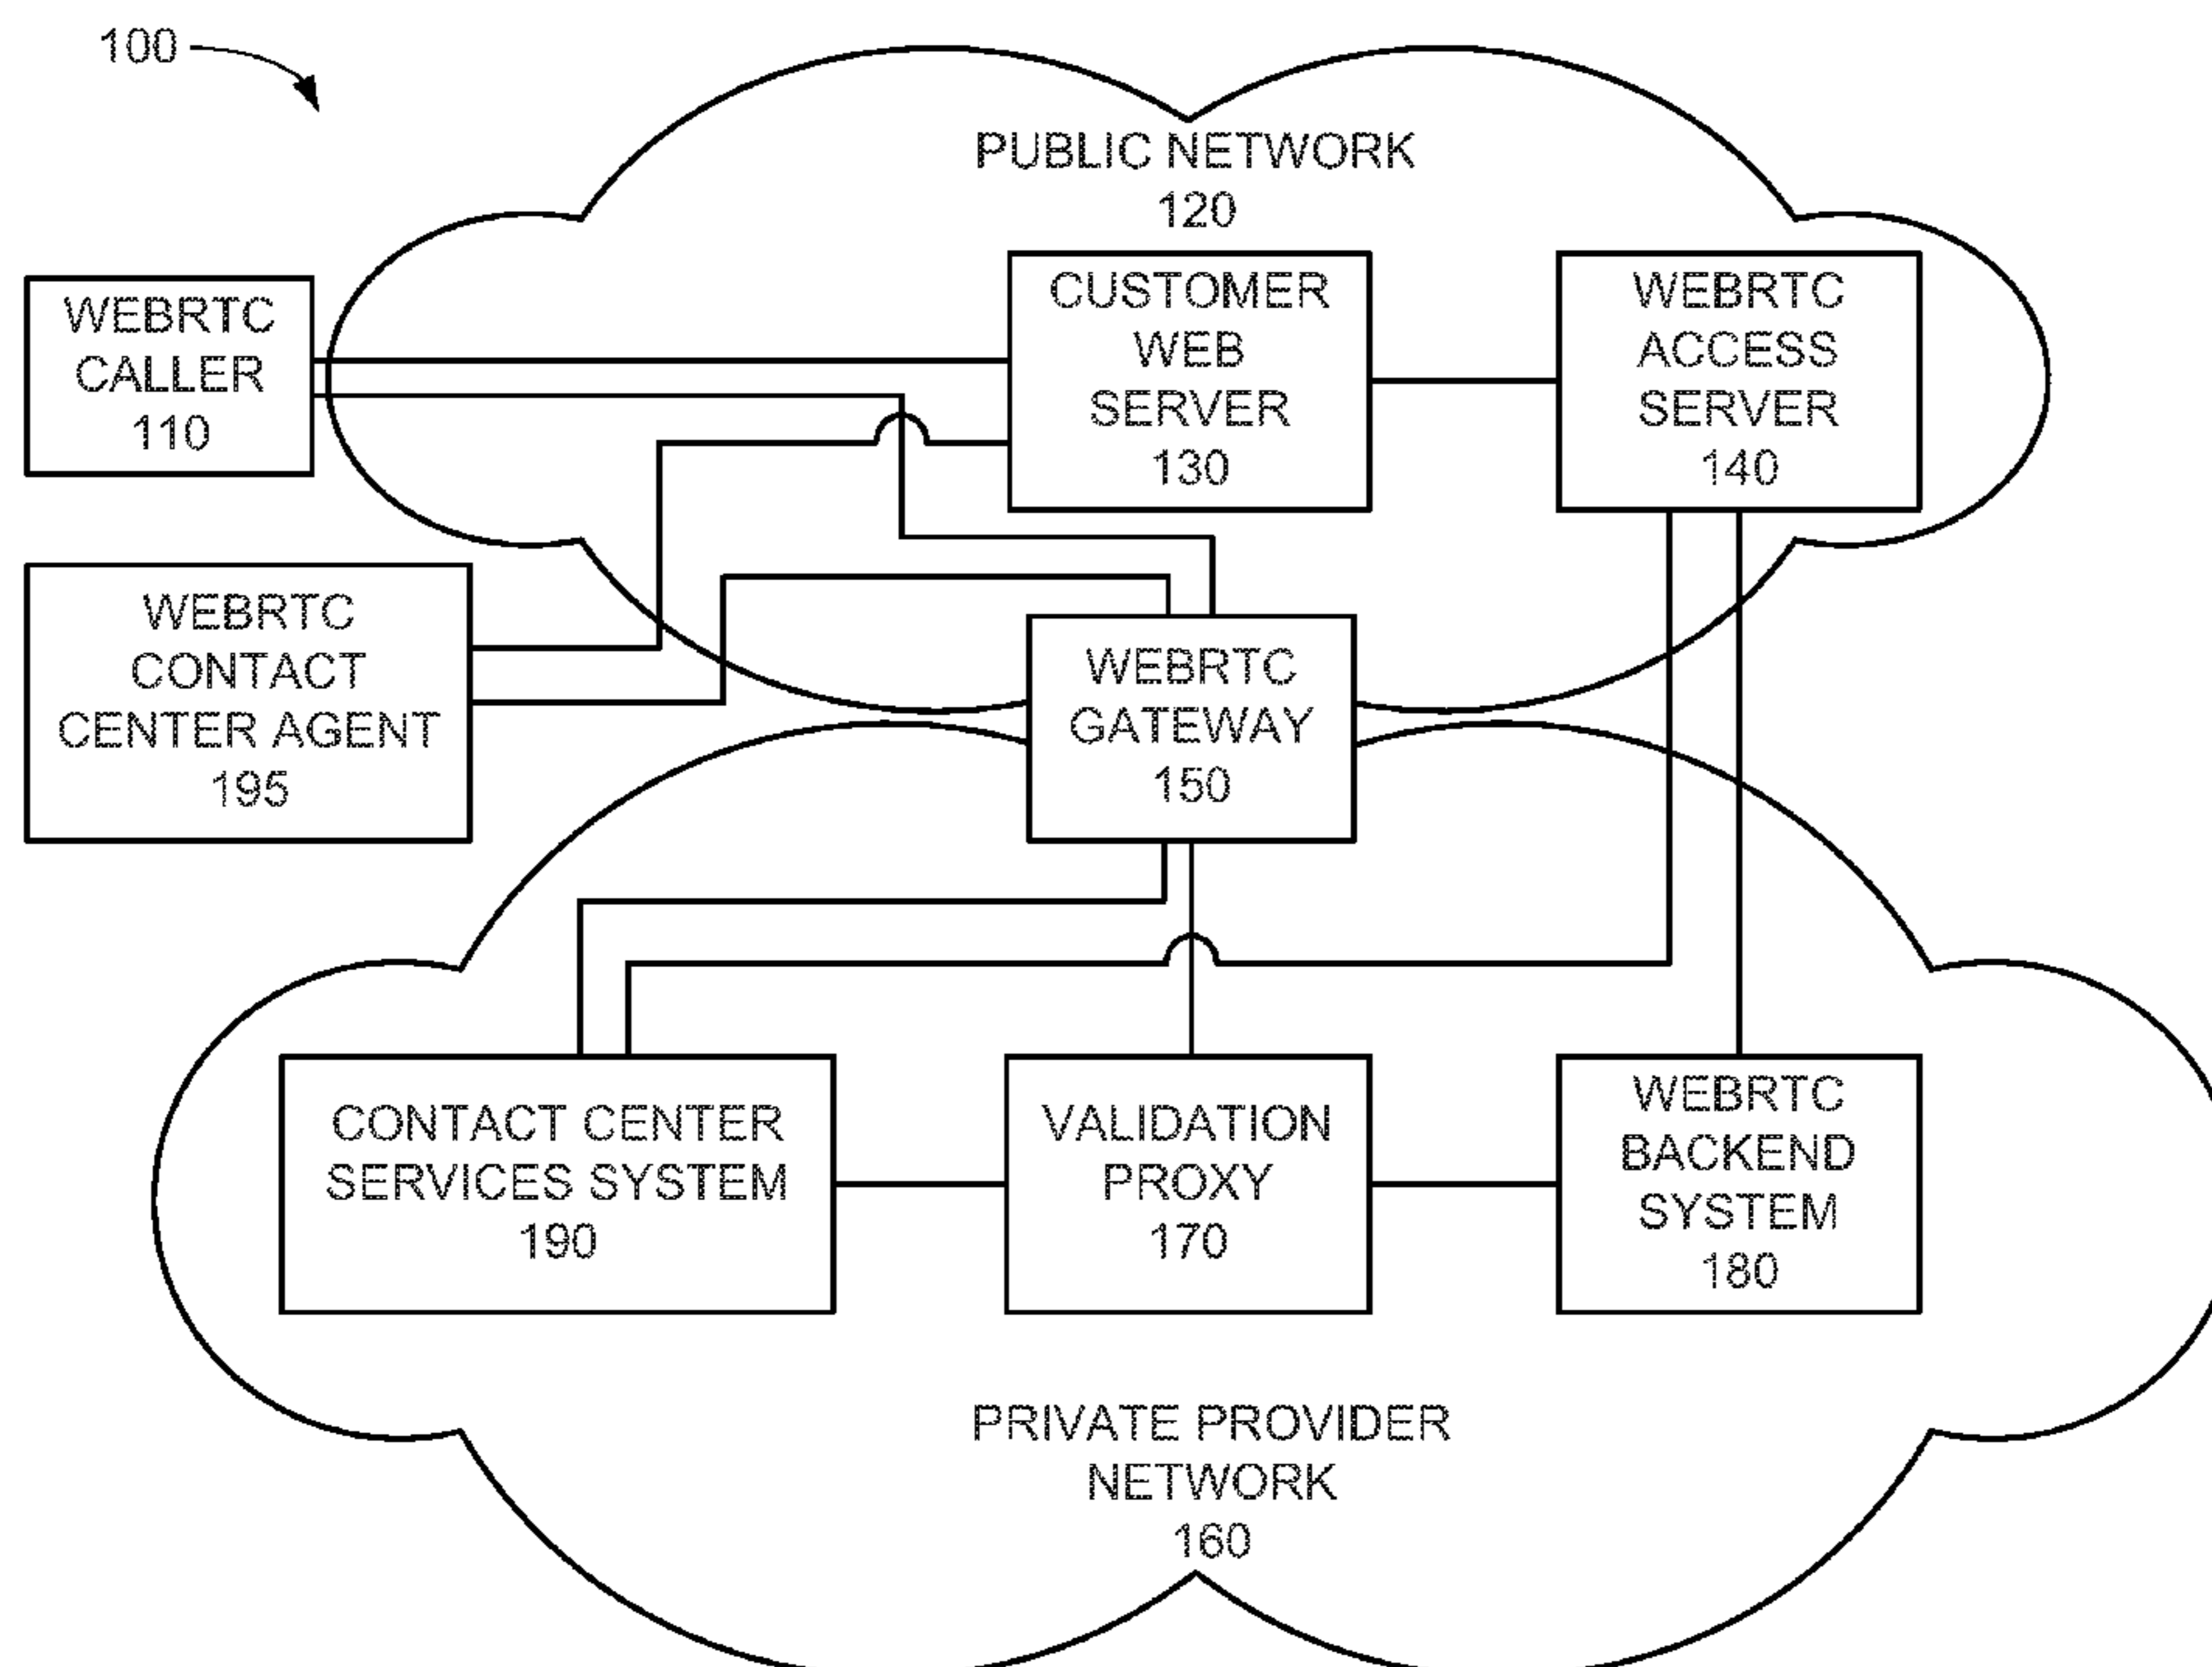 100
PUBLIC NETWORK
120
WEBRTC
CALLER
110
CUSTOMER
WEB
SERVER
130
WEBRTC
ACCESS
SERVER
140
WEBRTC
CONTACT
CENTER AGENT
195
WEBRTC
GATEWAY
150
CONTACT CENTER
SERVICES SYSTEM
190
VALIDATION
PROXY
170
WEBRTC
BACKEND
SYSTEM
180
PRIVATE PROVIDER
NETWORK
160